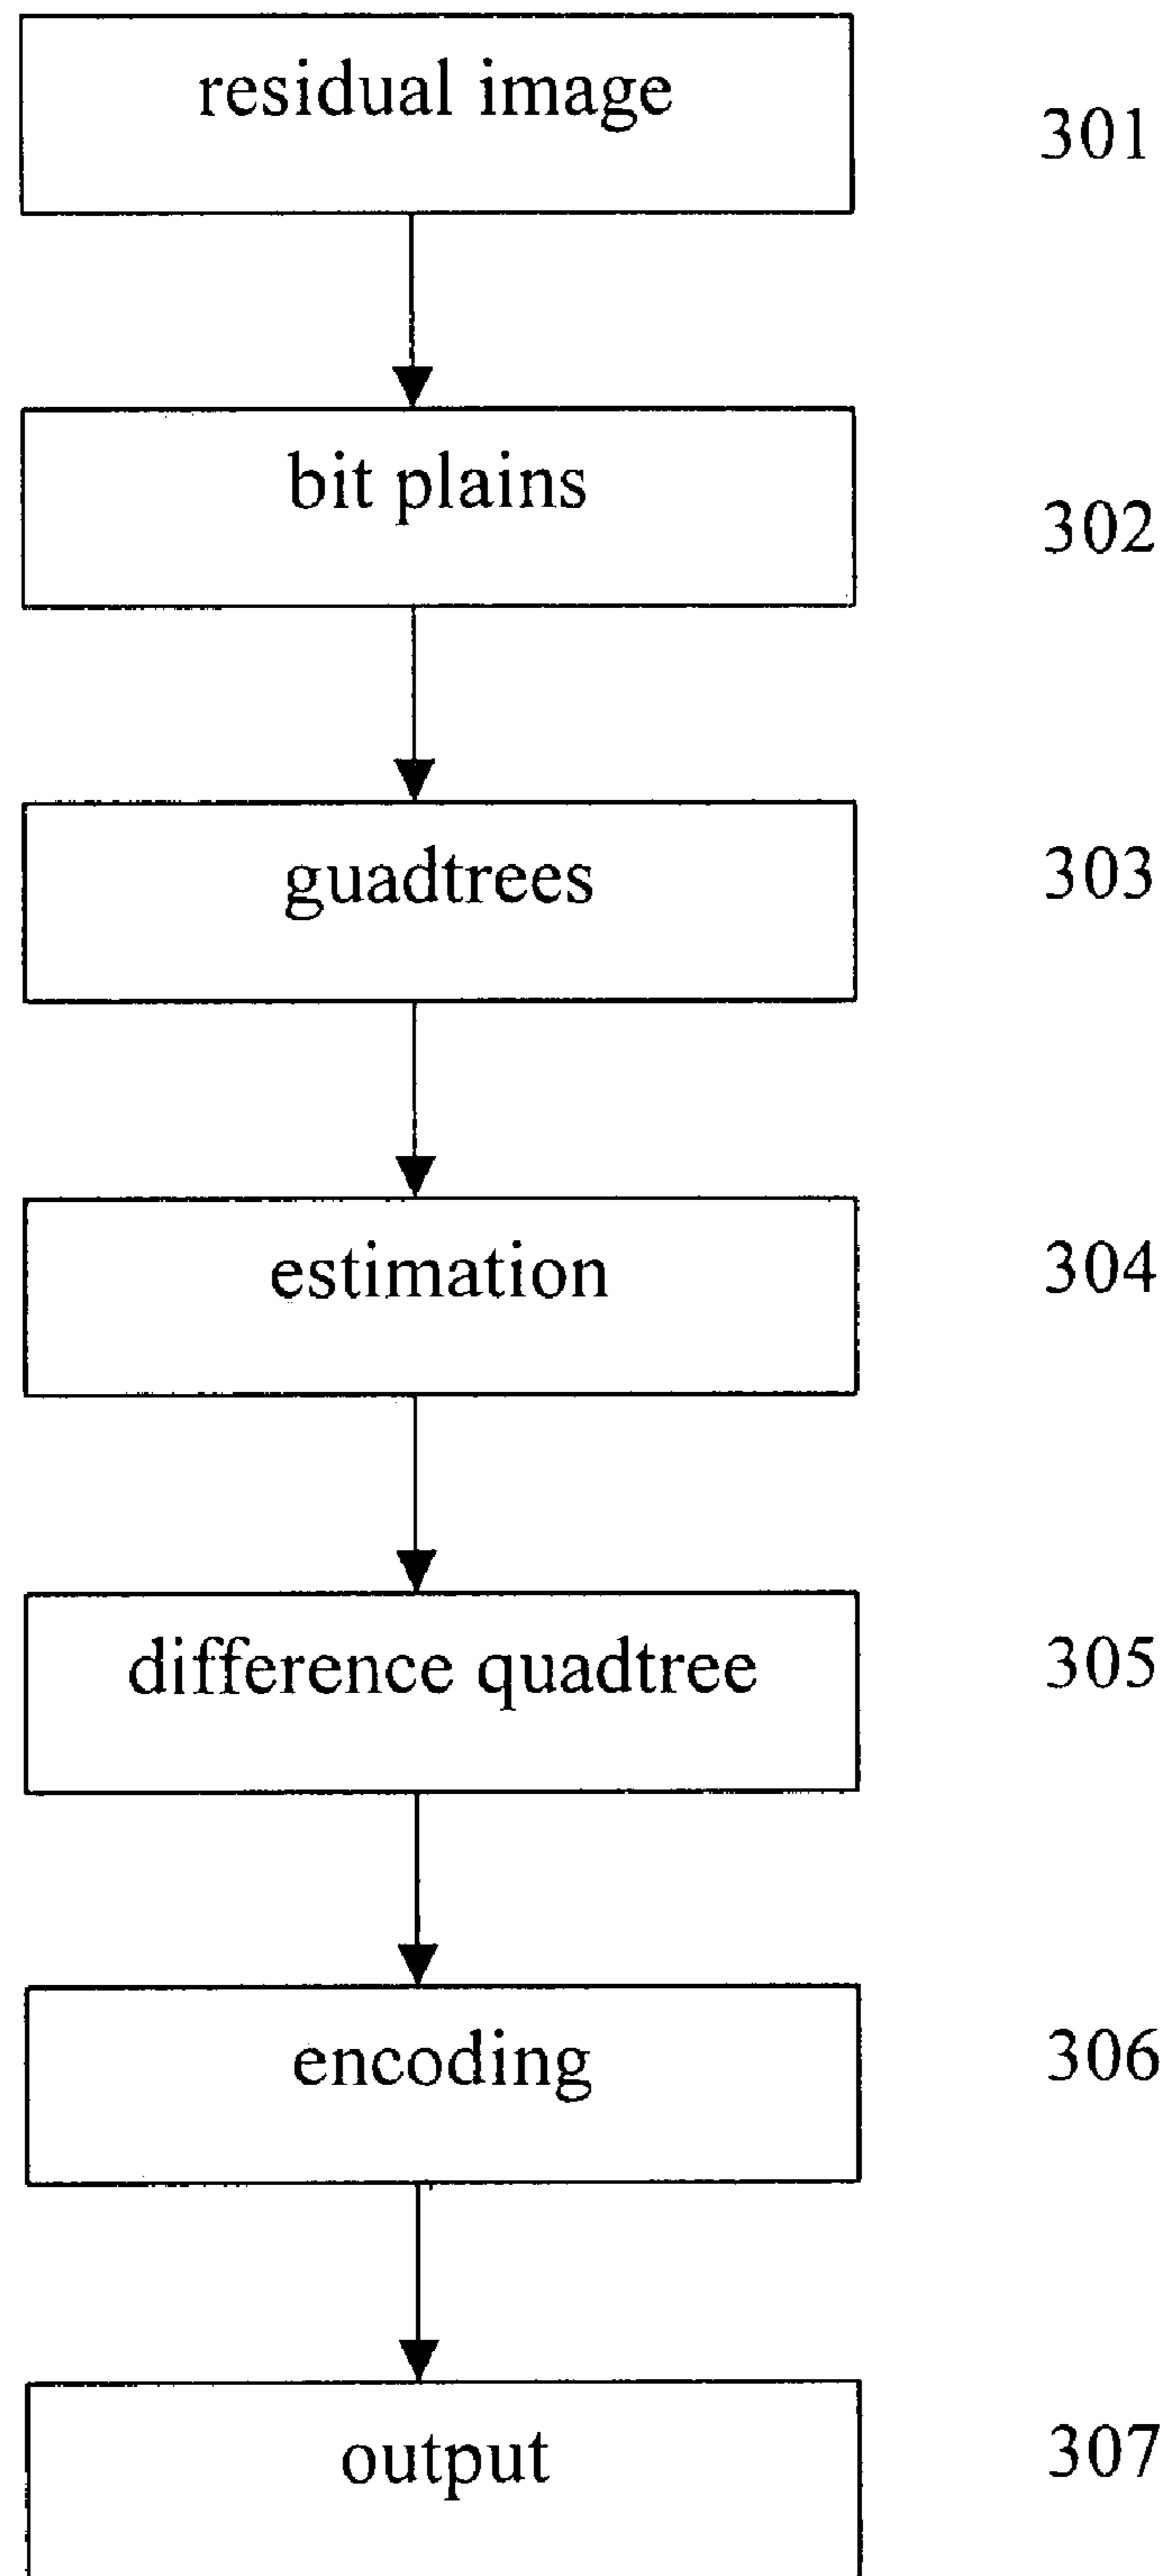 residual image
301
bit plains
302
guadtrees
303
estimation
304
difference quadtree
305
encoding
306
output
307